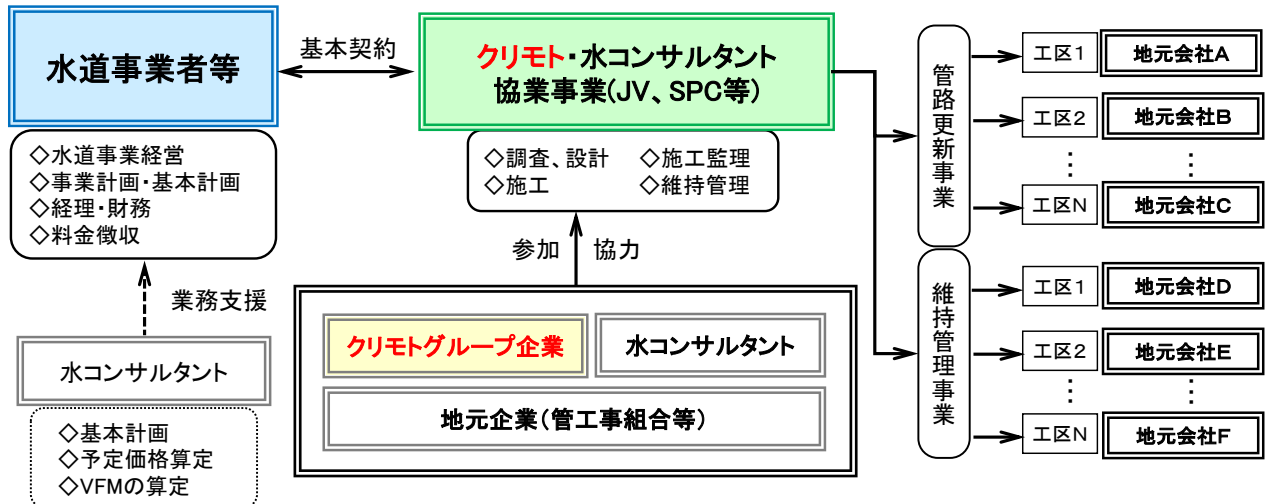 水道事業者等
基本契約
クリモト・水コンサルタント
協業事業(JV、SPC等)
◇水道事業経営
◇事業計画・基本計画
◇経理・財務
◇料金徴収
◇調査、設計 ◇施工監理
◇施工 ◇維持管理
業務支援
水コンサルタント
◇基本計画
◇予定価格算定
◇VFMの算定
参加 協力
クリモトグループ企業
水コンサルタント
地元企業(管工事組合等)
管路更新事業
工区1 地元会社A
工区2 地元会社B
⋮ ⋮
工区N 地元会社C
維持管理事業
工区1 地元会社D
工区2 地元会社E
⋮ ⋮
工区N 地元会社F